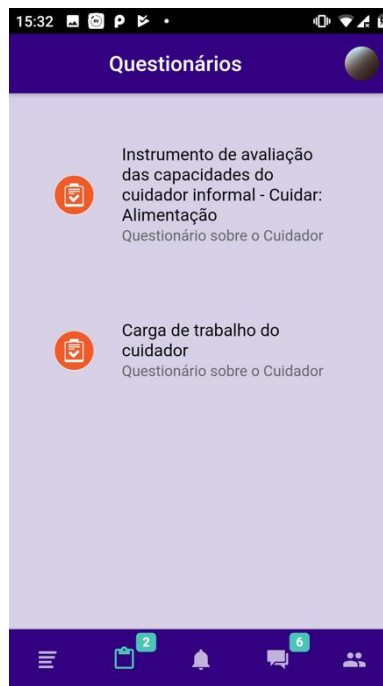 15:32
Questionários
Instrumento de avaliação
das capacidades do
cuidador informal - Cuidar:
Alimentação
Questionário sobre o Cuidador
Carga de trabalho do
cuidador
Questionário sobre o Cuidador
2
6